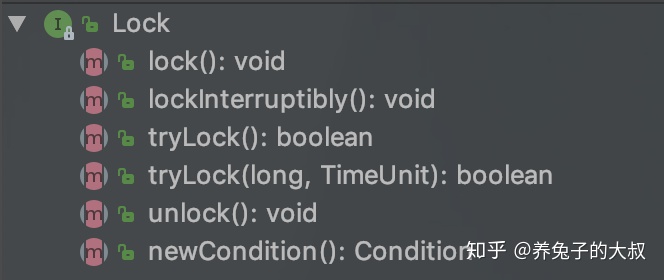 Lock
lock(): void
lockInterruptibly(): void
tryLock(): boolean
tryLock(long, TimeUnit): boolean
unlock(): void
newCondition(): Condition
知乎 @养兔子的大叔